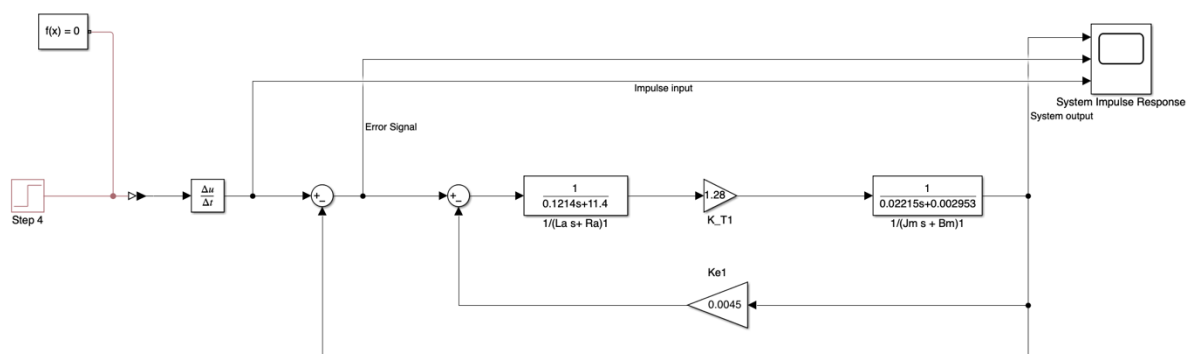 f(x) = 0
Impulse input
System Impulse Response
System output
Error Signal
Δu
Δt
+
−
+
−
1
0.1214s+11.4
1.28
1
0.02215s+0.002953
Step 4
1/(La s+ Ra)1
K_T1
1/(Jm s + Bm)1
Ke1
0.0045